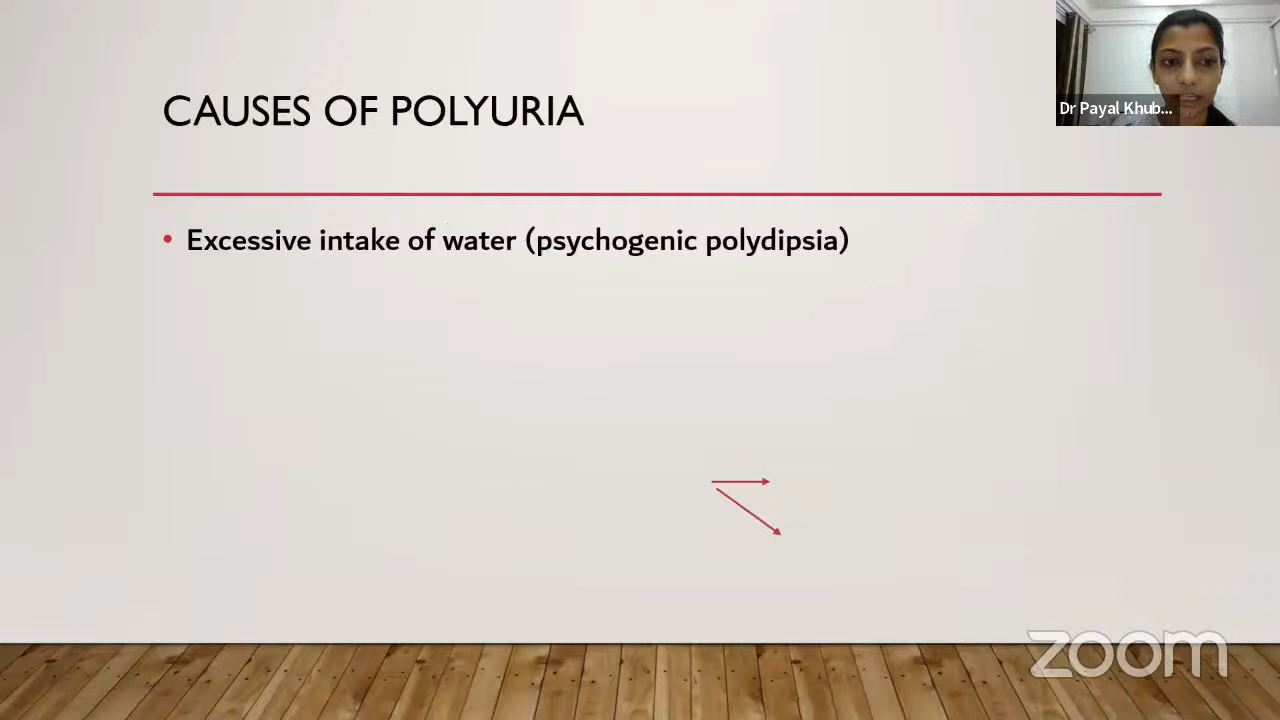 CAUSES OF POLYURIA
Dr Payal Khub...
• Excessive intake of water (psychogenic polydipsia)
zoom